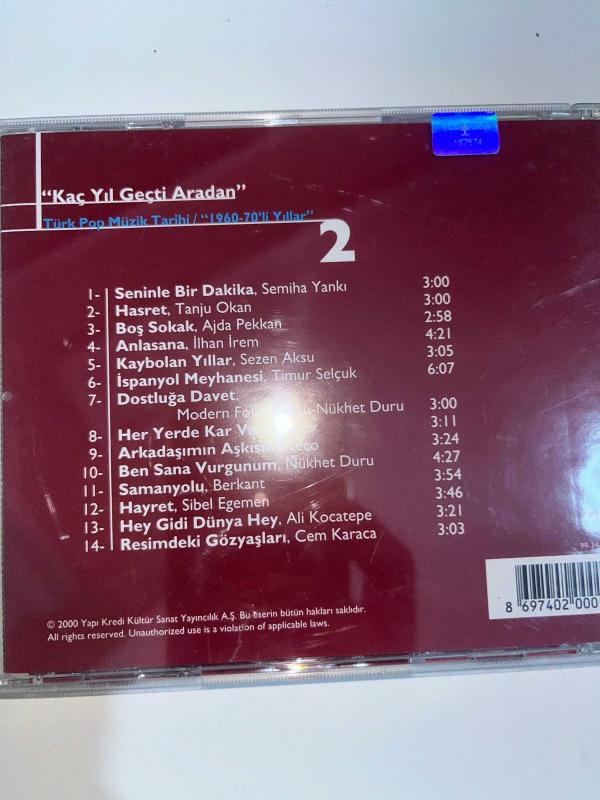 "Kaç Yıl Geçti Aradan"
Türk Pop Müzik Tarihi / "1960-70'li Yıllar"
2
1- Seninle Bir Dakika, Semiha Yankı 3:00
2- Hasret, Tanju Okan 3:00
3- Boş Sokak, Ajda Pekkan 2:58
4- Anlasana, İlhan İrem 4:21
5- Kaybolan Yıllar, Sezen Aksu 3:05
6- İspanyol Meyhanesi, Timur Selçuk 6:07
7- Dostluğa Davet,
Modern Nükhet Duru 3:00
8- Her Yerde Kar 3:11
9- Arkadaşımın 3:24
10- Ben Sana Vurgunum, Nükhet Duru 4:27
11- Samanyolu, Berkant 3:54
12- Hayret, Sibel Egemen 3:46
13- Hey Gidi Dünya Hey, Ali Kocatepe 3:21
14- Resimdeki Gözyaşları, Cem Karaca 3:03
© 2000 Yapı Kredi Kültür Sanat Yayıncılık A.Ş. Bu eserin bütün hakları saklıdır.
All rights reserved. Unauthorized use is a violation of applicable laws.
8 697402 000